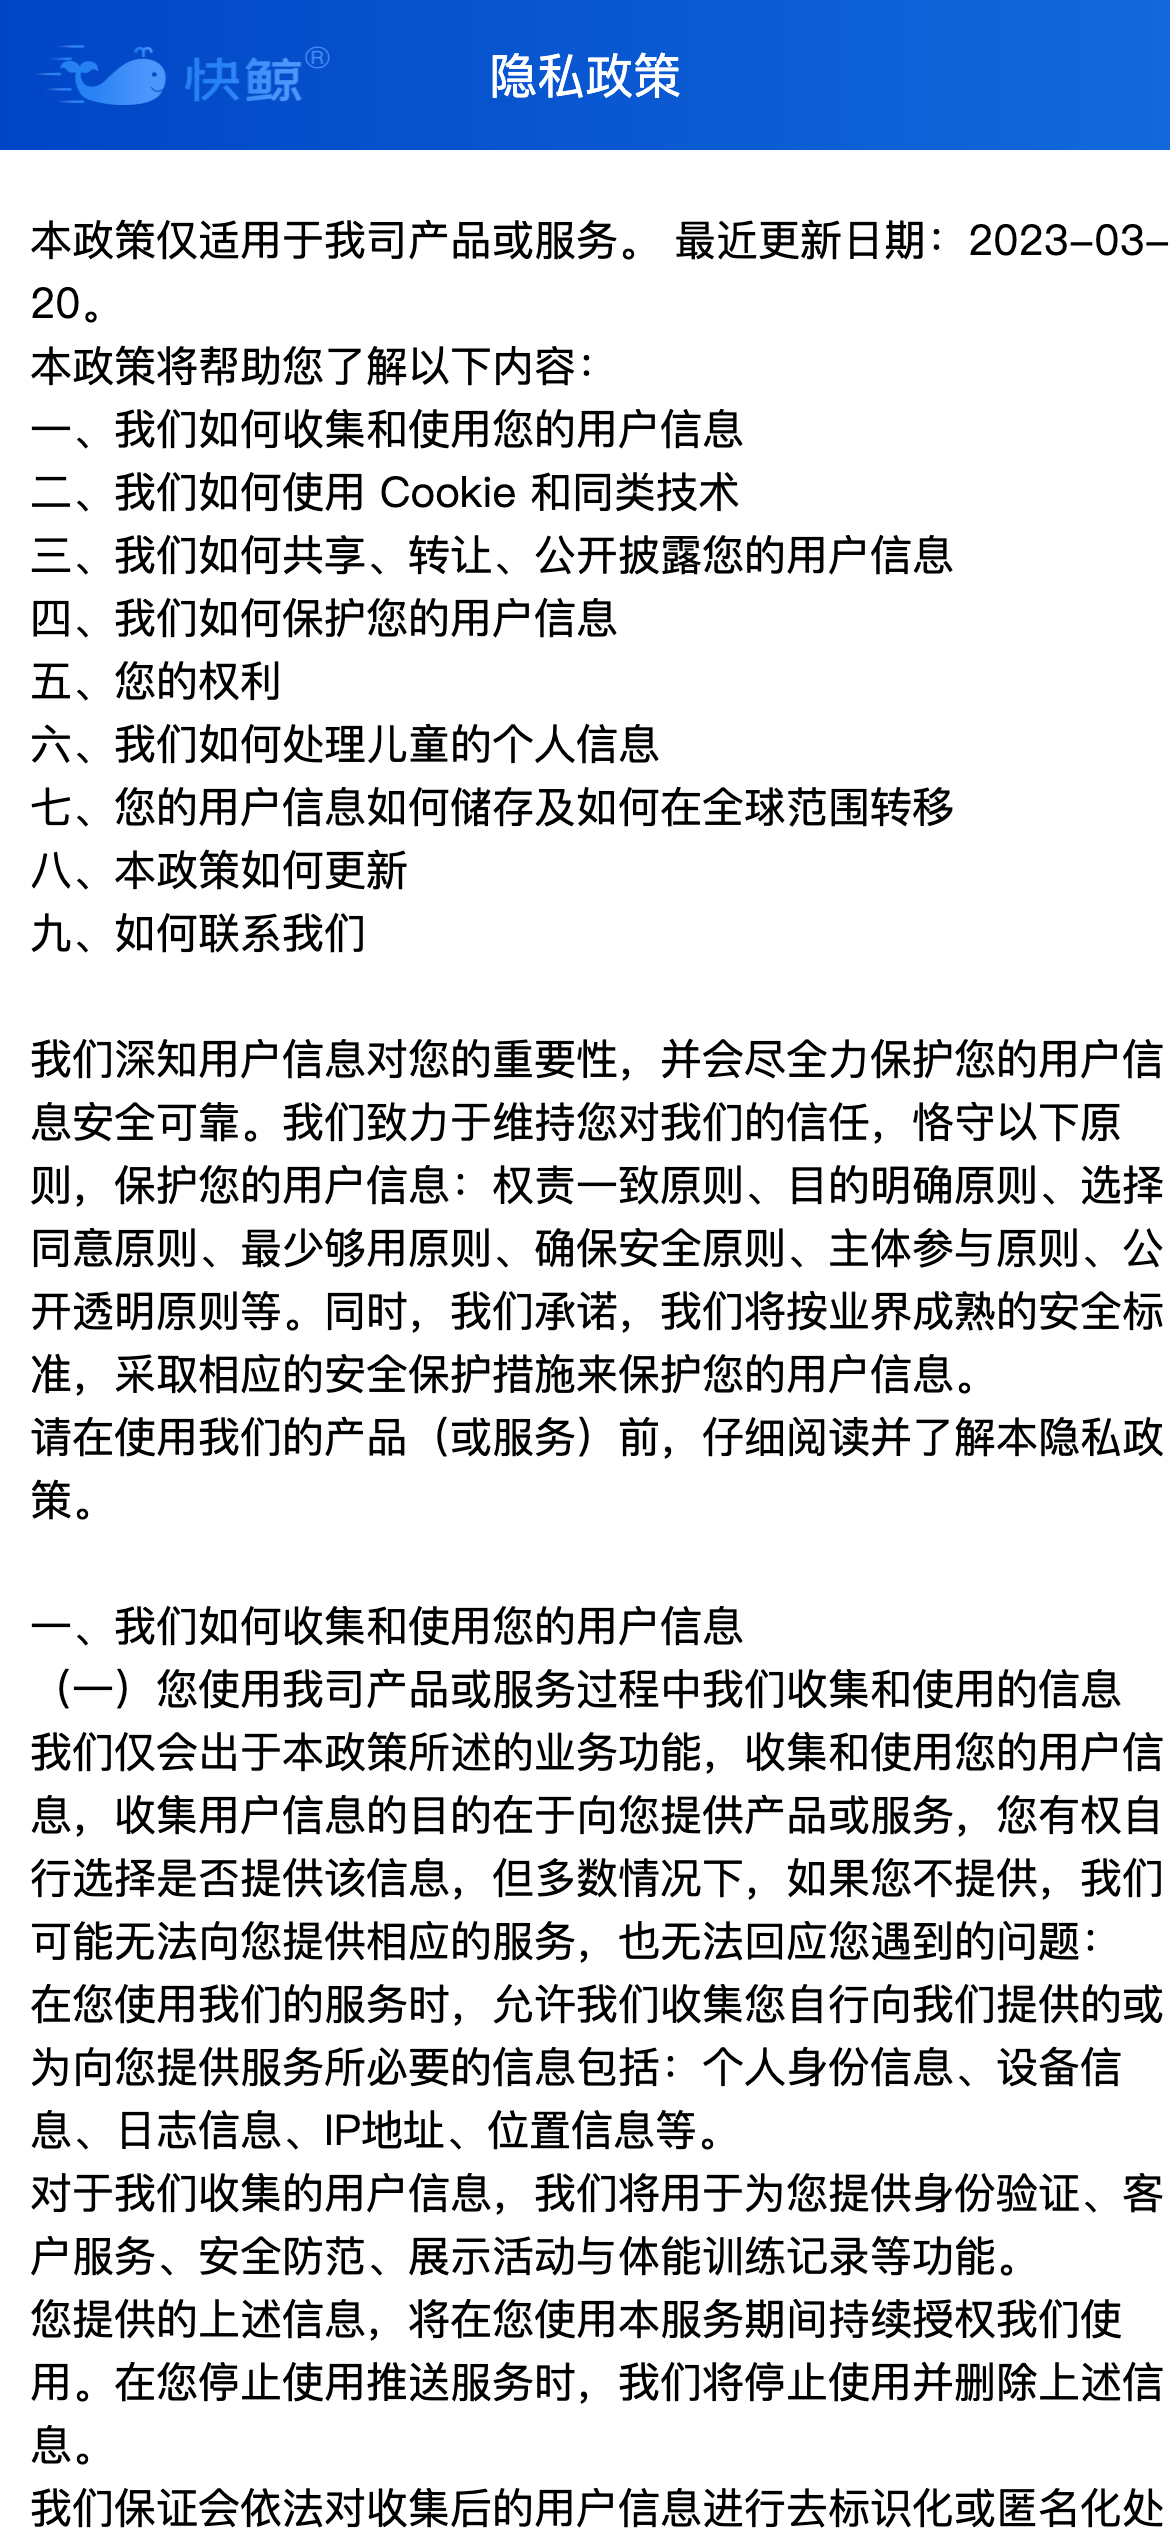 快鲸®
隐私政策
本政策仅适用于我司产品或服务。 最近更新日期：2023-03-
20。
本政策将帮助您了解以下内容：
一、我们如何收集和使用您的用户信息
二、我们如何使用 Cookie 和同类技术
三、我们如何共享、转让、公开披露您的用户信息
四、我们如何保护您的用户信息
五、您的权利
六、我们如何处理儿童的个人信息
七、您的用户信息如何储存及如何在全球范围转移
八、本政策如何更新
九、如何联系我们
我们深知用户信息对您的重要性，并会尽全力保护您的用户信
息安全可靠。我们致力于维持您对我们的信任，恪守以下原
则，保护您的用户信息：权责一致原则、目的明确原则、选择
同意原则、最少够用原则、确保安全原则、主体参与原则、公
开透明原则等。同时，我们承诺，我们将按业界成熟的安全标
准，采取相应的安全保护措施来保护您的用户信息。
请在使用我们的产品（或服务）前，仔细阅读并了解本隐私政
策。
一、我们如何收集和使用您的用户信息
（一）您使用我司产品或服务过程中我们收集和使用的信息
我们仅会出于本政策所述的业务功能，收集和使用您的用户信
息，收集用户信息的目的在于向您提供产品或服务，您有权自
行选择是否提供该信息，但多数情况下，如果您不提供，我们
可能无法向您提供相应的服务，也无法回应您遇到的问题：
在您使用我们的服务时，允许我们收集您自行向我们提供的或
为向您提供服务所必要的信息包括：个人身份信息、设备信
息、日志信息、IP地址、位置信息等。
对于我们收集的用户信息，我们将用于为您提供身份验证、客
户服务、安全防范、展示活动与体能训练记录等功能。
您提供的上述信息，将在您使用本服务期间持续授权我们使
用。在您停止使用推送服务时，我们将停止使用并删除上述信
息。
我们保证会依法对收集后的用户信息进行去标识化或匿名化处